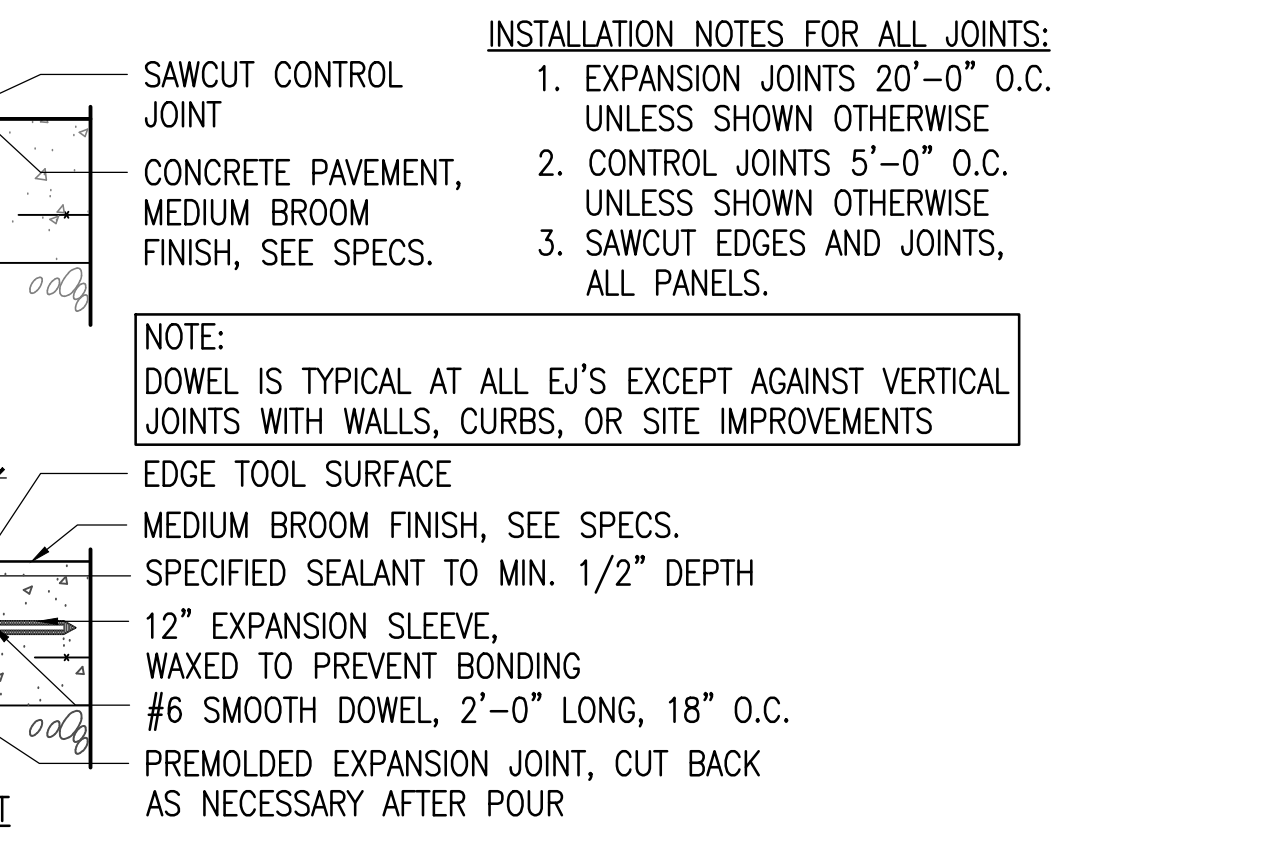 INSTALLATION NOTES FOR ALL JOINTS:
1. EXPANSION JOINTS 20'-0" O.C.
UNLESS SHOWN OTHERWISE
2. CONTROL JOINTS 5'-0" O.C.
UNLESS SHOWN OTHERWISE
3. SAWCUT EDGES AND JOINTS,
ALL PANELS.
SAWCUT CONTROL
JOINT
CONCRETE PAVEMENT,
MEDIUM BROOM
FINISH, SEE SPECS.
NOTE:
DOWEL IS TYPICAL AT ALL EJ'S EXCEPT AGAINST VERTICAL
JOINTS WITH WALLS, CURBS, OR SITE IMPROVEMENTS
EDGE TOOL SURFACE
MEDIUM BROOM FINISH, SEE SPECS.
SPECIFIED SEALANT TO MIN. 1/2" DEPTH
12" EXPANSION SLEEVE,
WAXED TO PREVENT BONDING
#6 SMOOTH DOWEL, 2'-0" LONG, 18" O.C.
PREMOLDED EXPANSION JOINT, CUT BACK
AS NECESSARY AFTER POUR
T